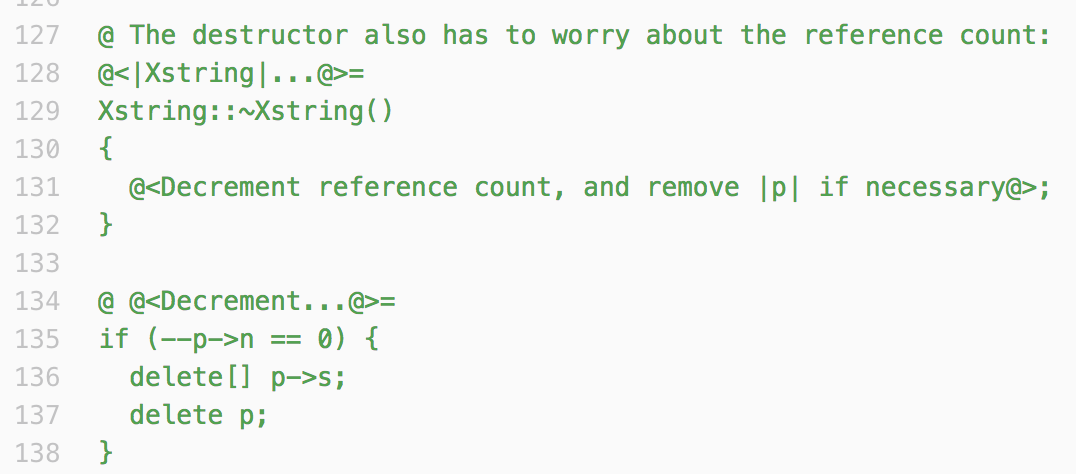 126
127 @ The destructor also has to worry about the reference count:
128 @<|Xstring|...@>=
129 Xstring::~Xstring()
130 {
131   @<Decrement reference count, and remove |p| if necessary@>;
132 }
133
134 @ @<Decrement...@>=
135 if (--p->n == 0) {
136   delete[] p->s;
137   delete p;
138 }